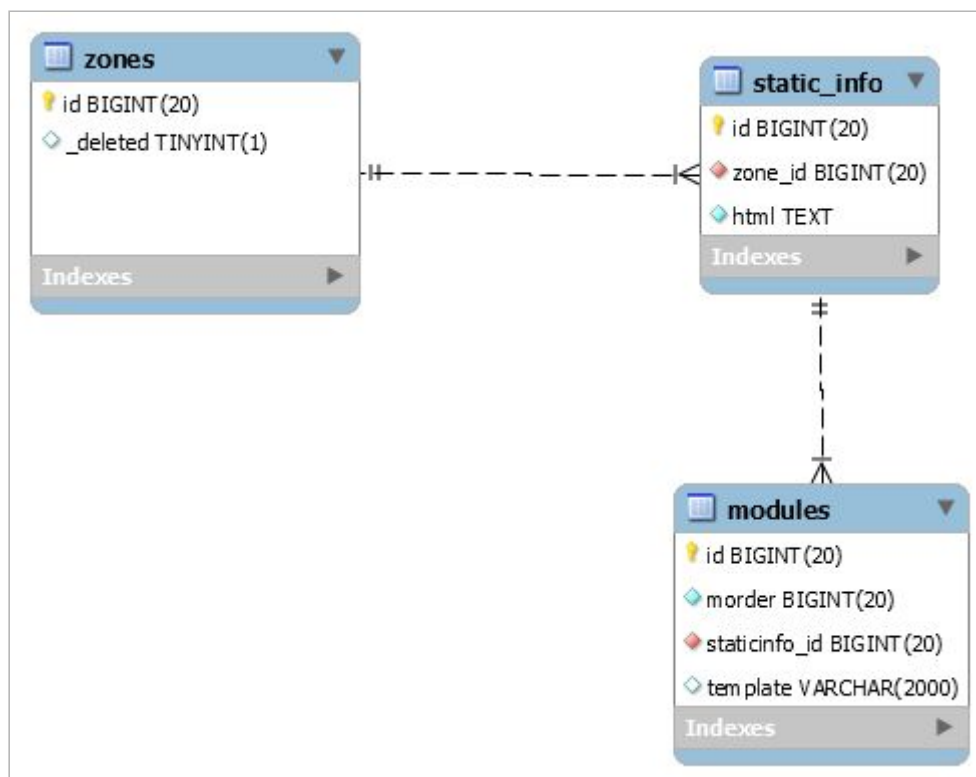 zones
id BIGINT(20)
_deleted TINYINT(1)
Indexes
static_info
id BIGINT(20)
zone_id BIGINT(20)
html TEXT
Indexes
modules
id BIGINT(20)
morder BIGINT(20)
staticinfo_id BIGINT(20)
template VARCHAR(2000)
Indexes